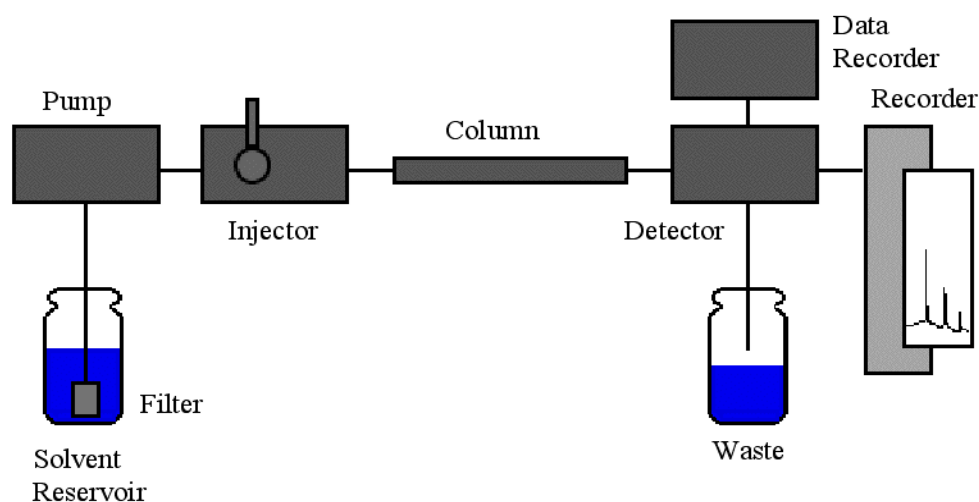 Data
Recorder
Pump
Recorder
Column
Injector
Detector
Filter
Waste
Solvent
Reservoir